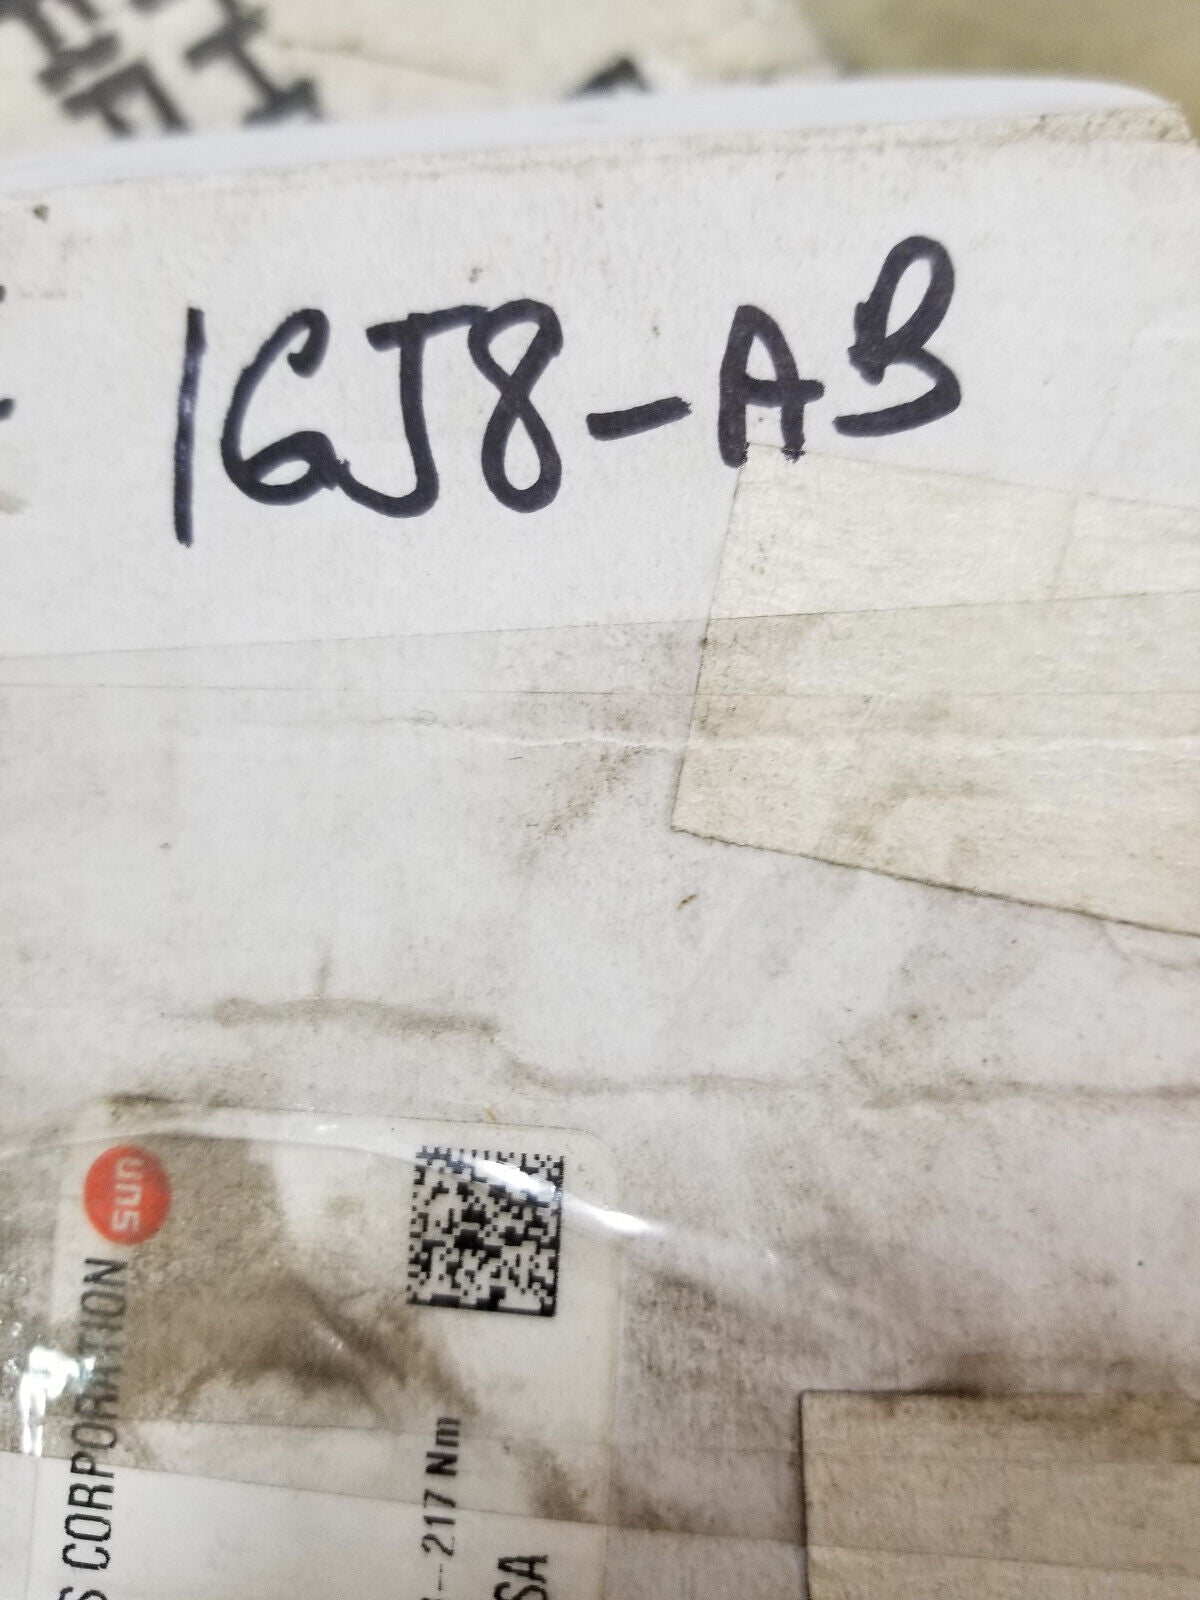 1GJ8-AB
sun
S CORPORATION
-217 Nm
SA